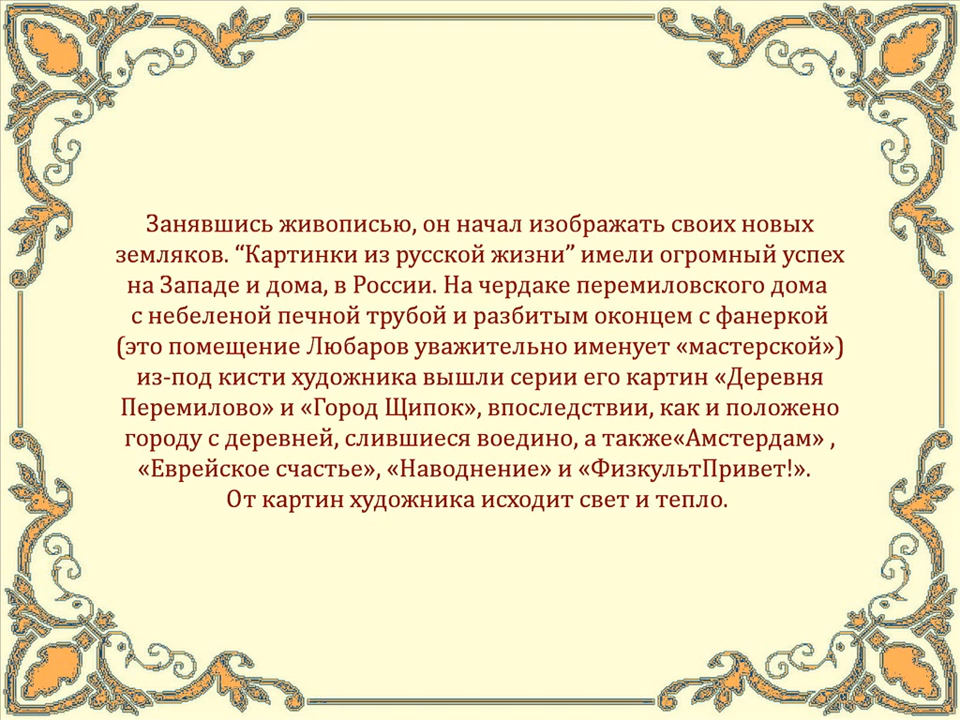 Занявшись живописью, он начал изображать своих новых
земляков. “Картинки из русской жизни” имели огромный успех
на Западе и дома, в России. На чердаке перемиловского дома
с небеленой печной трубой и разбитым оконцем с фанеркой
(это помещение Любаров уважительно именует «мастерской»)
из-под кисти художника вышли серии его картин «Деревня
Перемилово» и «Город Щипок», впоследствии, как и положено
городу с деревней, слившиеся воедино, а также«Амстердам» ,
«Еврейское счастье», «Наводнение» и «ФизкультПривет!».
От картин художника исходит свет и тепло.